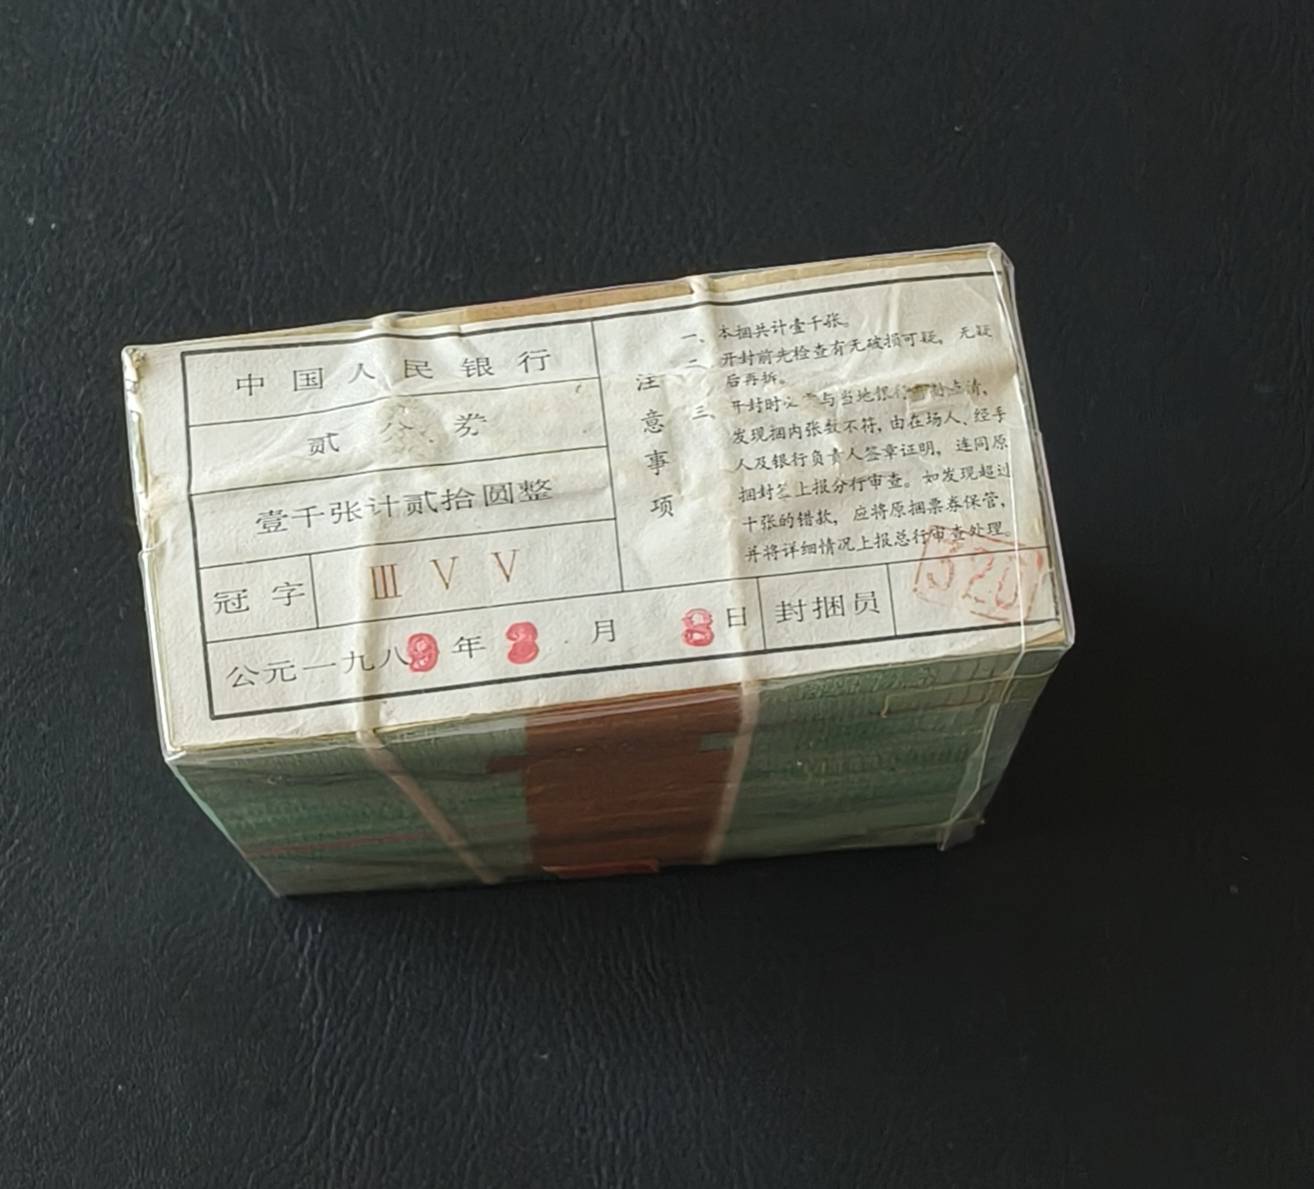 中国人民银行
贰分券
壹千张计贰拾圆整
冠字 III V V
公元一九八 年 月 日
封捆员
320
注意事项
一、本捆共计壹千张。
二、开封前先检查有无破损可疑，无疑
后再拆。
三、开封时 与当地银行 点清，
发现捆内张数不符，由在场人、经手
人及银行负责人签章证明，连同原
捆封签上报分行审查。如发现超过
十张的错款，应将原捆票券保管，
并将详细情况上报总行审查处理。